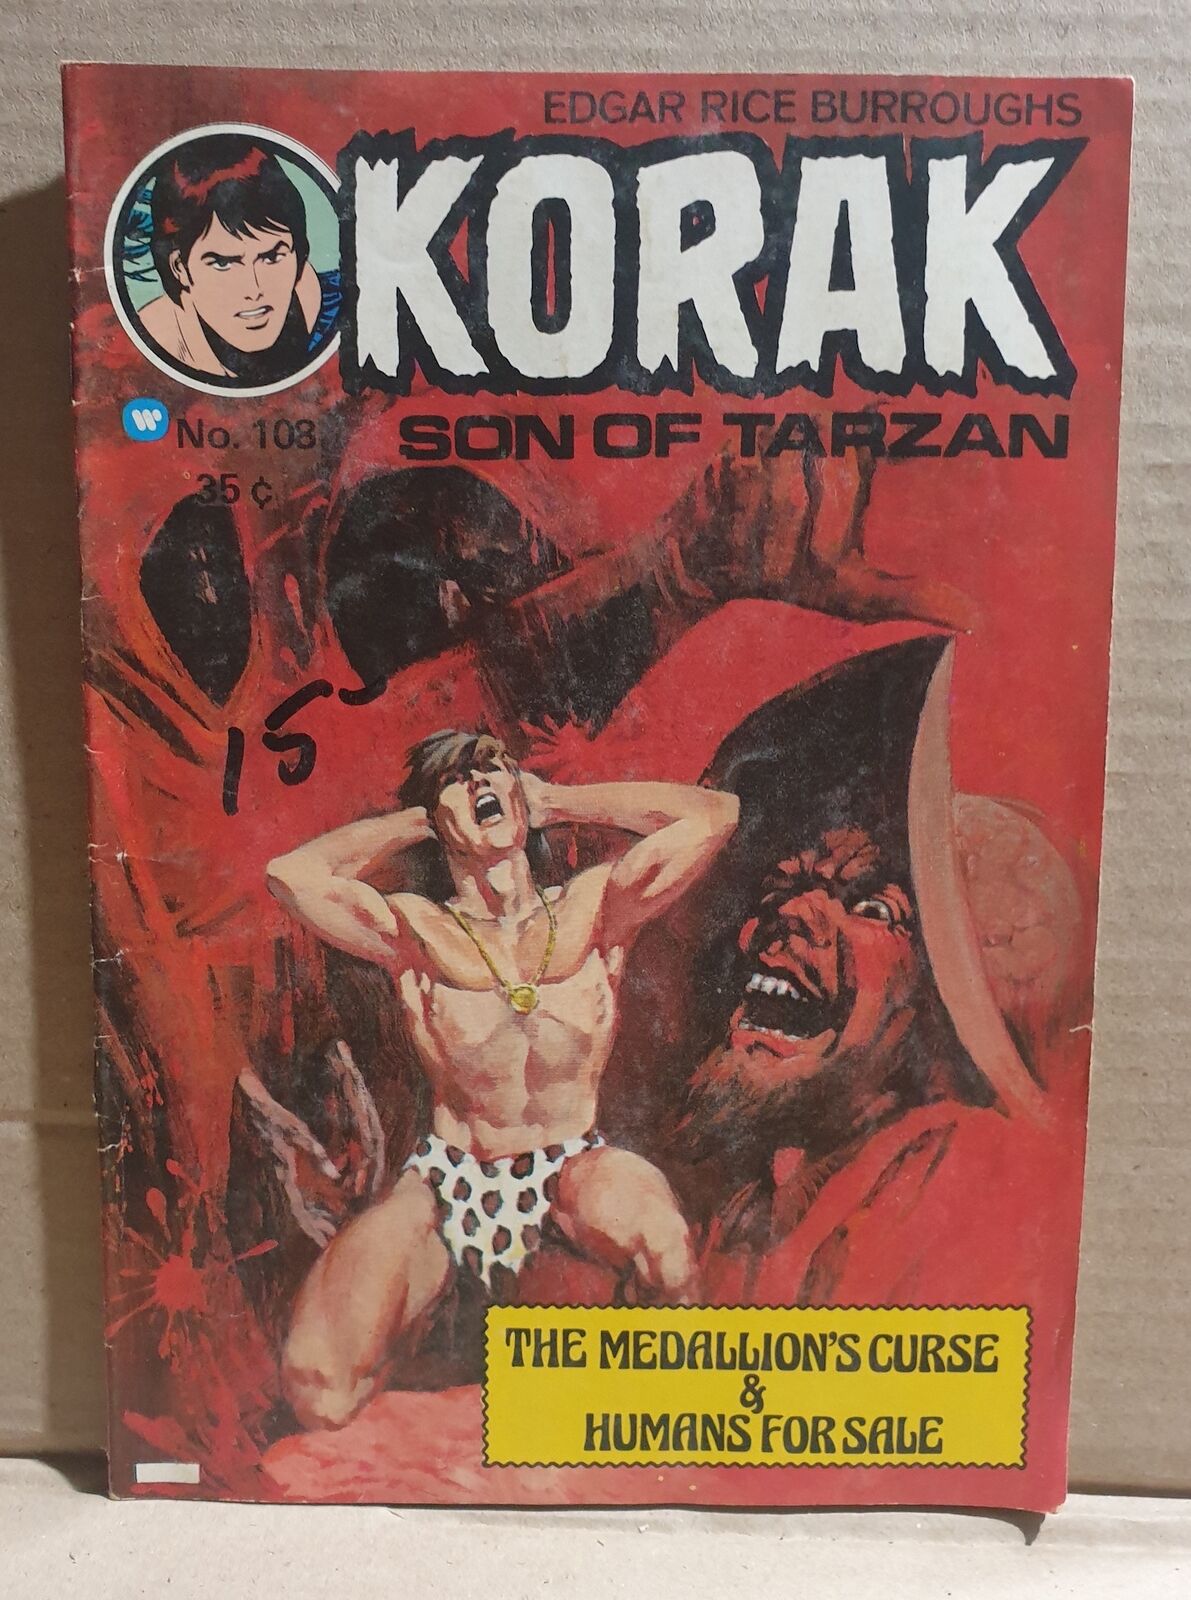 EDGAR RICE BURROUGHS
KORAK
SON OF TARZAN
No. 108
35 ¢
15
THE MEDALLION'S CURSE
&
HUMANS FOR SALE